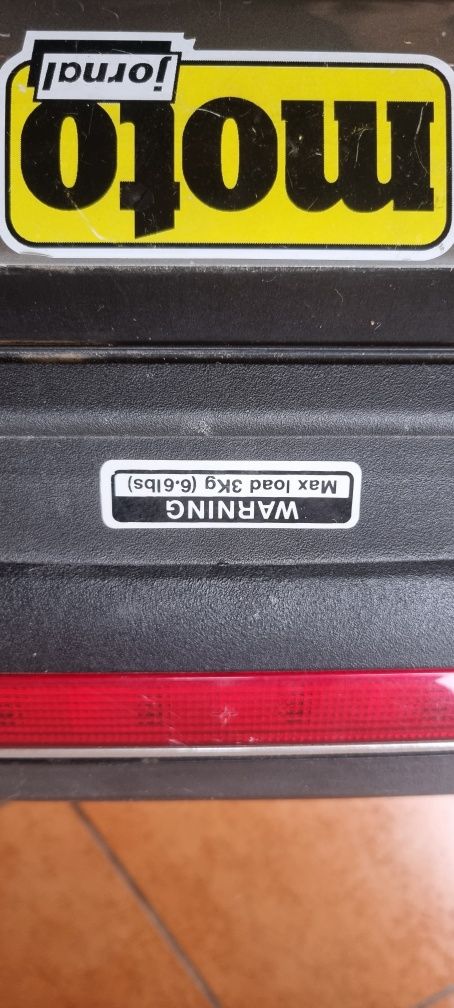 WARNING
Max load 3Kg (6.6lbs)
moto
jornal